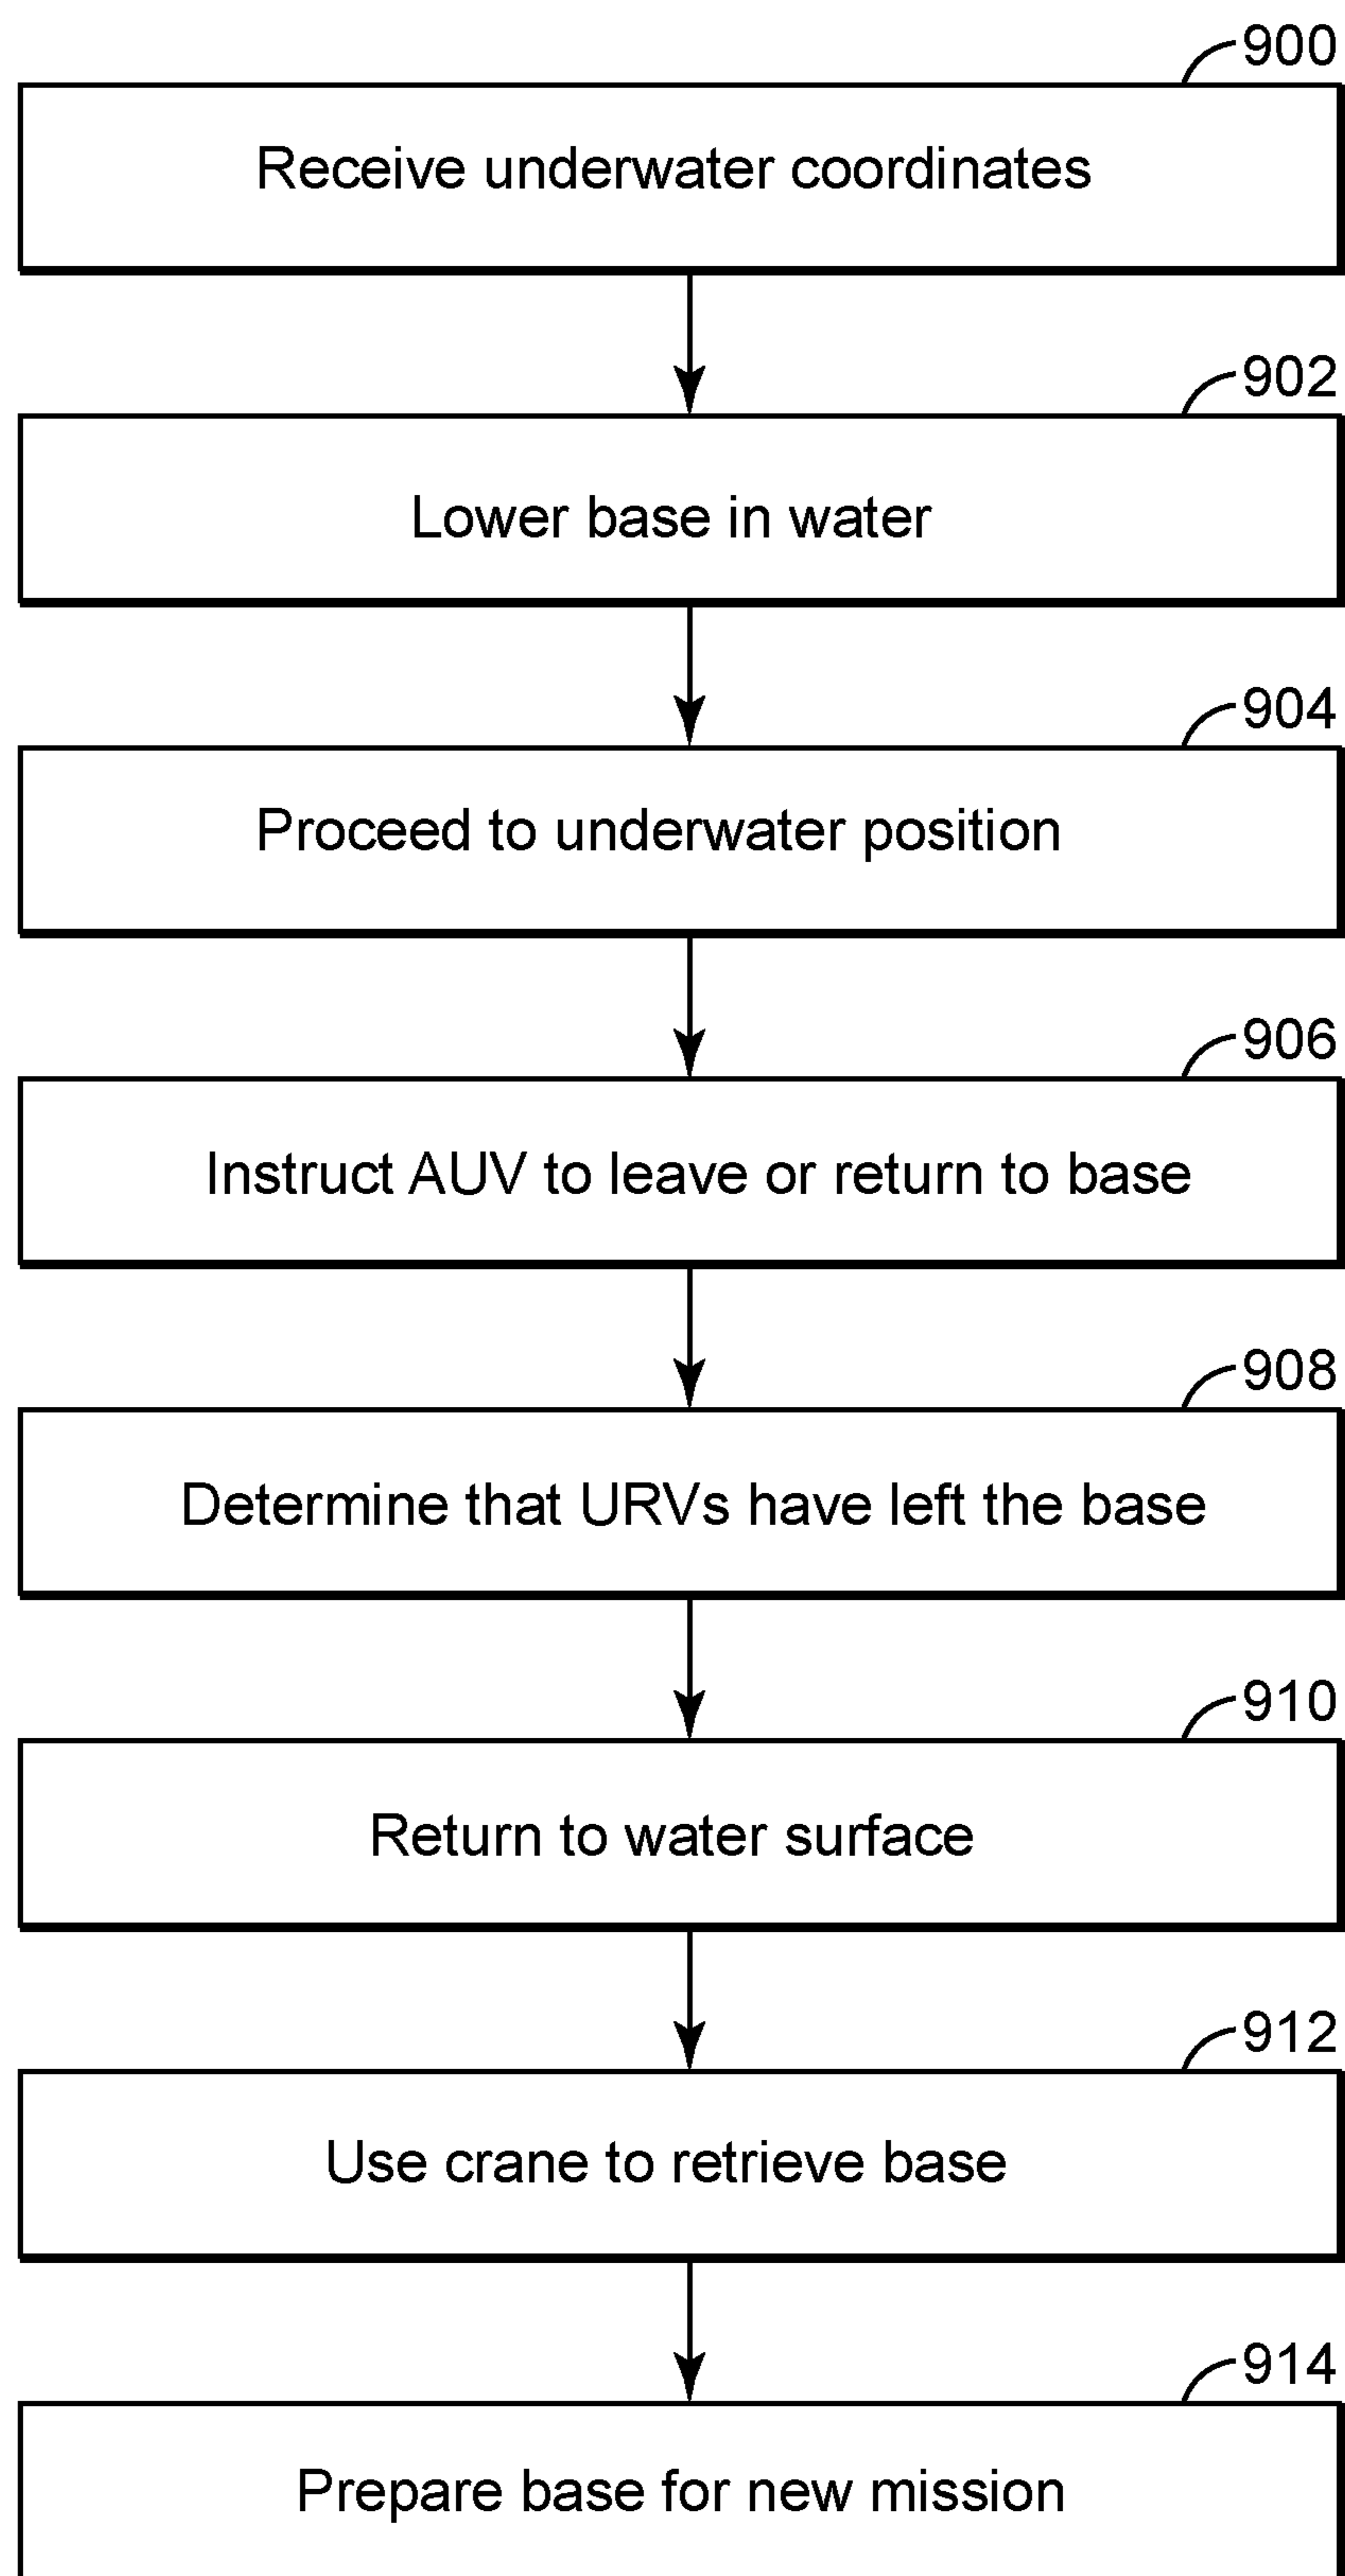 900
Receive underwater coordinates
902
Lower base in water
904
Proceed to underwater position
906
Instruct AUV to leave or return to base
908
Determine that URVs have left the base
910
Return to water surface
912
Use crane to retrieve base
914
Prepare base for new mission